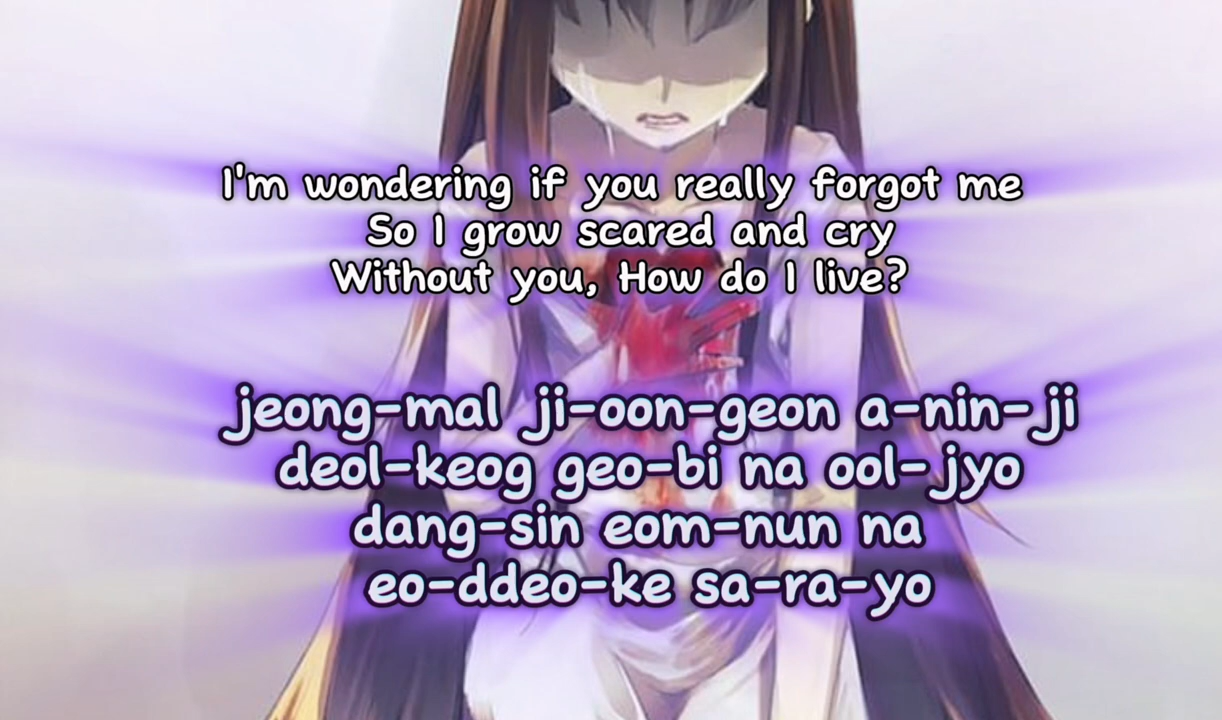 I'm wondering if you really forgot me
So I grow scared and cry
Without you, How do I live?
jeong-mal ji-oon-geon a-nin-ji
deol-keog geo-bi na ool-jyo
dang-sin eom-nun na
eo-ddeo-ke sa-ra-yo